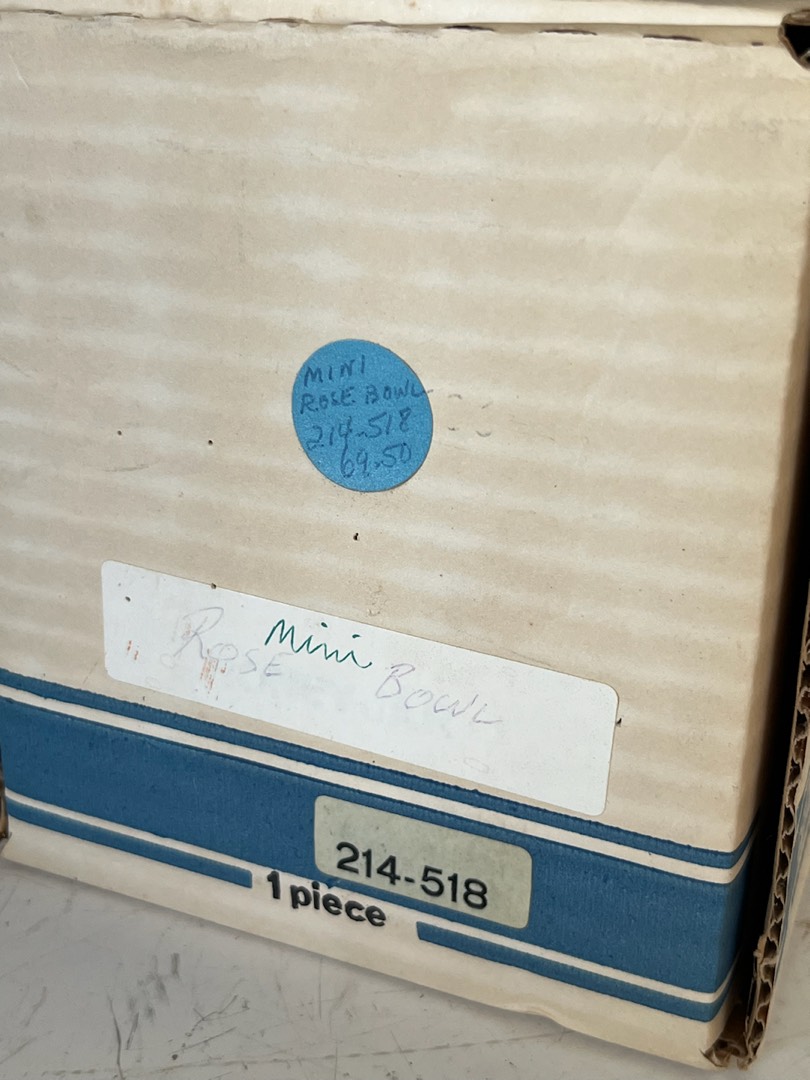 MINI
ROSE BOWL
214-518
69.50
Mini
ROSE BOWL
214-518
1 piece